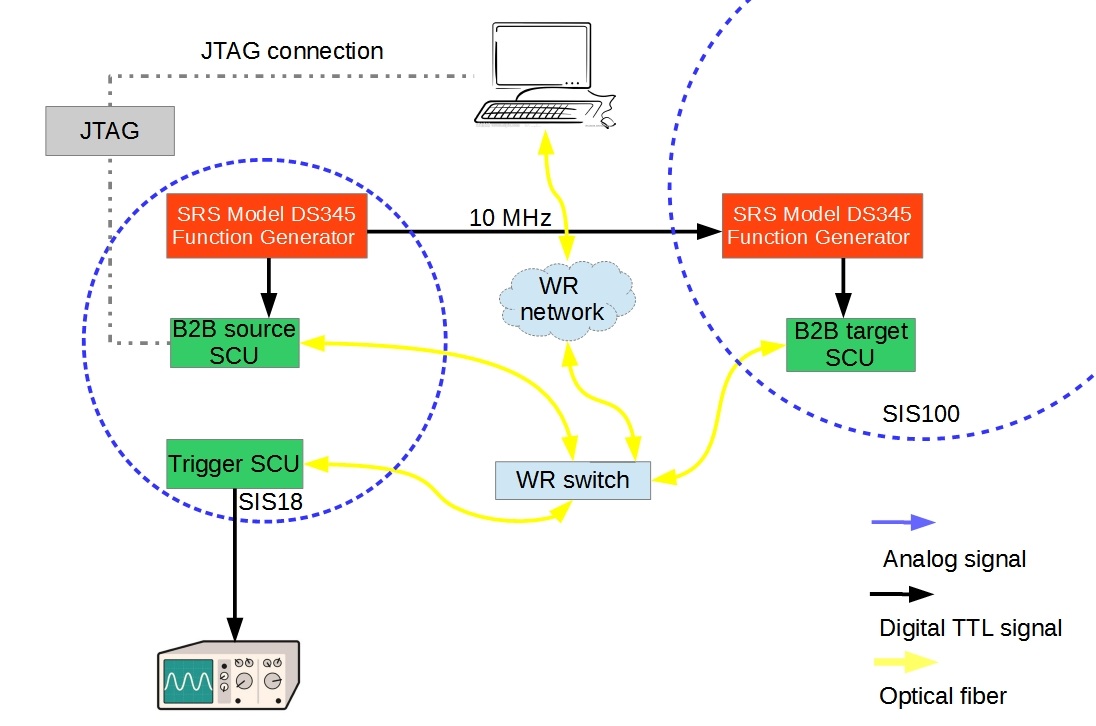 JTAG connection
JTAG
SRS Model DS345
Function Generator
10 MHz
SRS Model DS345
Function Generator
WR
network
B2B source
SCU
B2B target
SCU
SIS100
Trigger SCU
WR switch
SIS18
Analog signal
Digital TTL signal
Optical fiber